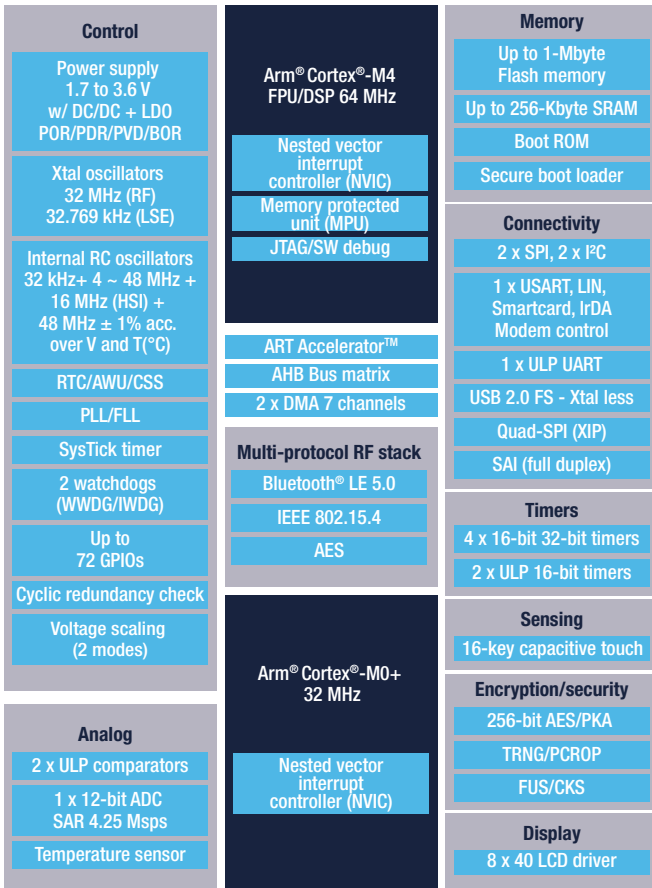 Control
Power supply
1.7 to 3.6 V
w/ DC/DC + LDO
POR/PDR/PVD/BOR
Xtal oscillators
32 MHz (RF)
32.769 kHz (LSE)
Internal RC oscillators
32 kHz+ 4 ~ 48 MHz +
16 MHz (HSI) +
48 MHz ± 1% acc.
over V and T(°C)
RTC/AWU/CSS
PLL/FLL
SysTick timer
2 watchdogs
(WWDG/IWDG)
Up to
72 GPIOs
Cyclic redundancy check
Voltage scaling
(2 modes)
Analog
2 x ULP comparators
1 x 12-bit ADC
SAR 4.25 Msps
Temperature sensor
Arm® Cortex®-M4
FPU/DSP 64 MHz
Nested vector
interrupt
controller (NVIC)
Memory protected
unit (MPU)
JTAG/SW debug
ART Accelerator™
AHB Bus matrix
2 x DMA 7 channels
Multi-protocol RF stack
Bluetooth® LE 5.0
IEEE 802.15.4
AES
Arm® Cortex®-M0+
32 MHz
Nested vector
interrupt
controller (NVIC)
Memory
Up to 1-Mbyte
Flash memory
Up to 256-Kbyte SRAM
Boot ROM
Secure boot loader
Connectivity
2 x SPI, 2 x I²C
1 x USART, LIN,
Smartcard, IrDA
Modem control
1 x ULP UART
USB 2.0 FS - Xtal less
Quad-SPI (XIP)
SAI (full duplex)
Timers
4 x 16-bit 32-bit timers
2 x ULP 16-bit timers
Sensing
16-key capacitive touch
Encryption/security
256-bit AES/PKA
TRNG/PCROP
FUS/CKS
Display
8 x 40 LCD driver